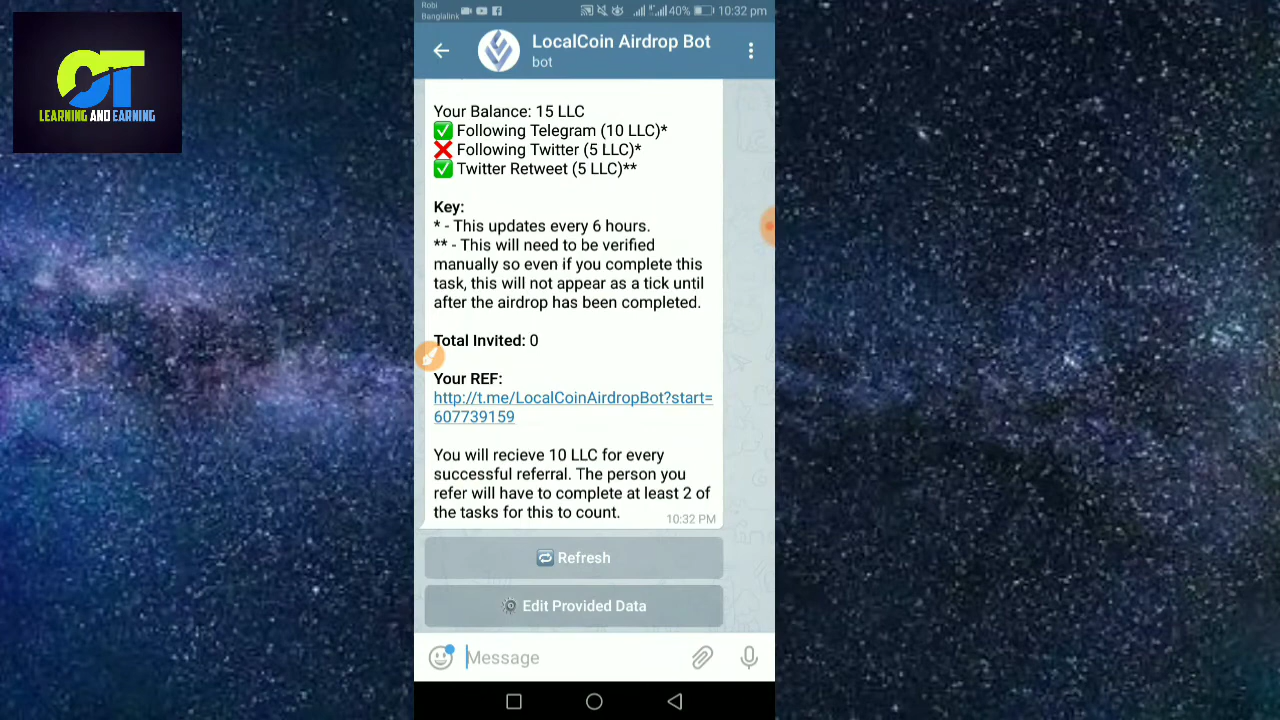 Robi
Banglalink
40% 10:32 pm
OT
LEARNING AND EARNING
LocalCoin Airdrop Bot
bot
Your Balance: 15 LLC
✅ Following Telegram (10 LLC)*
❌ Following Twitter (5 LLC)*
✅ Twitter Retweet (5 LLC)**
Key:
* - This updates every 6 hours.
** - This will need to be verified
manually so even if you complete this
task, this will not appear as a tick until
after the airdrop has been completed.
Total Invited: 0
Your REF:
http://t.me/LocalCoinAirdropBot?start=
607739159
You will recieve 10 LLC for every
successful referral. The person you
refer will have to complete at least 2 of
the tasks for this to count.
10:32 PM
Refresh
Edit Provided Data
Message